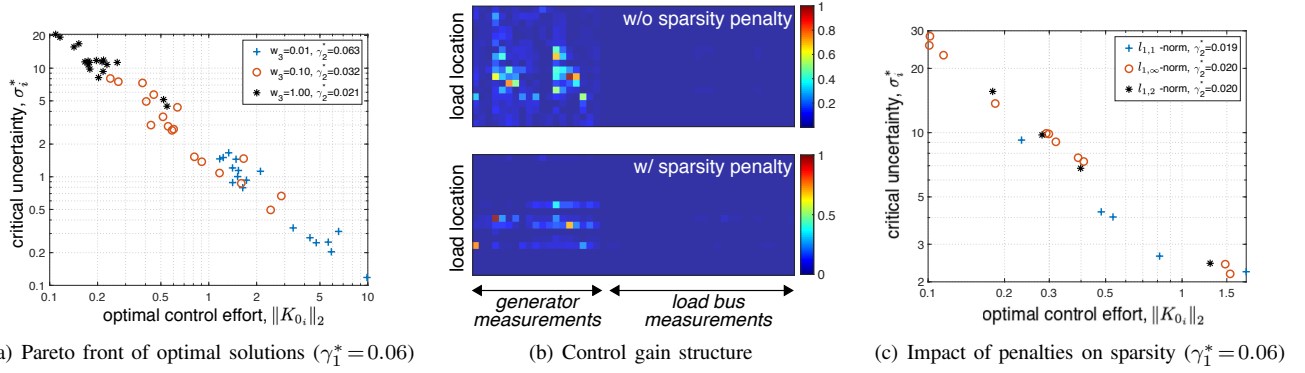 20
10
5
2
1
0.5
0.2
0.1
critical uncertainty, σ*ᵢ
w₃=0.01, γ*₂=0.063
w₃=0.10, γ*₂=0.032
w₃=1.00, γ*₂=0.021
0.1 0.2 0.5 1 2 5 10
optimal control effort, ‖K₀ᵢ‖₂
a) Pareto front of optimal solutions (γ*₁=0.06)
load location
w/o sparsity penalty
1
0.8
0.6
0.4
0.2
load location
w/ sparsity penalty
1
0.5
0
generator measurements
load bus measurements
(b) Control gain structure
30
20
10
7
5
4
3
2
critical uncertainty, σ*ᵢ
l₁,₁ -norm, γ*₂=0.019
l₁,∞ -norm, γ*₂=0.020
l₁,₂ -norm, γ*₂=0.020
0.1 0.3 0.5 1 1.5
optimal control effort, ‖K₀ᵢ‖₂
(c) Impact of penalties on sparsity (γ*₁=0.06)